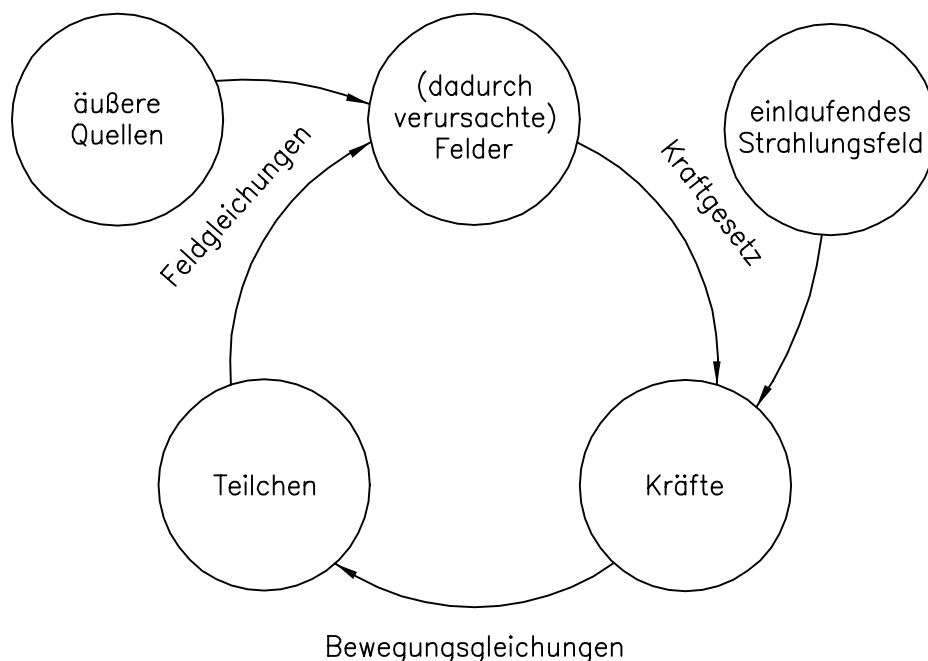 äußere
Quellen
(dadurch
verursachte)
Felder
einlaufendes
Strahlungsfeld
Feldgleichungen
Kraftgesetz
Teilchen
Kräfte
Bewegungsgleichungen